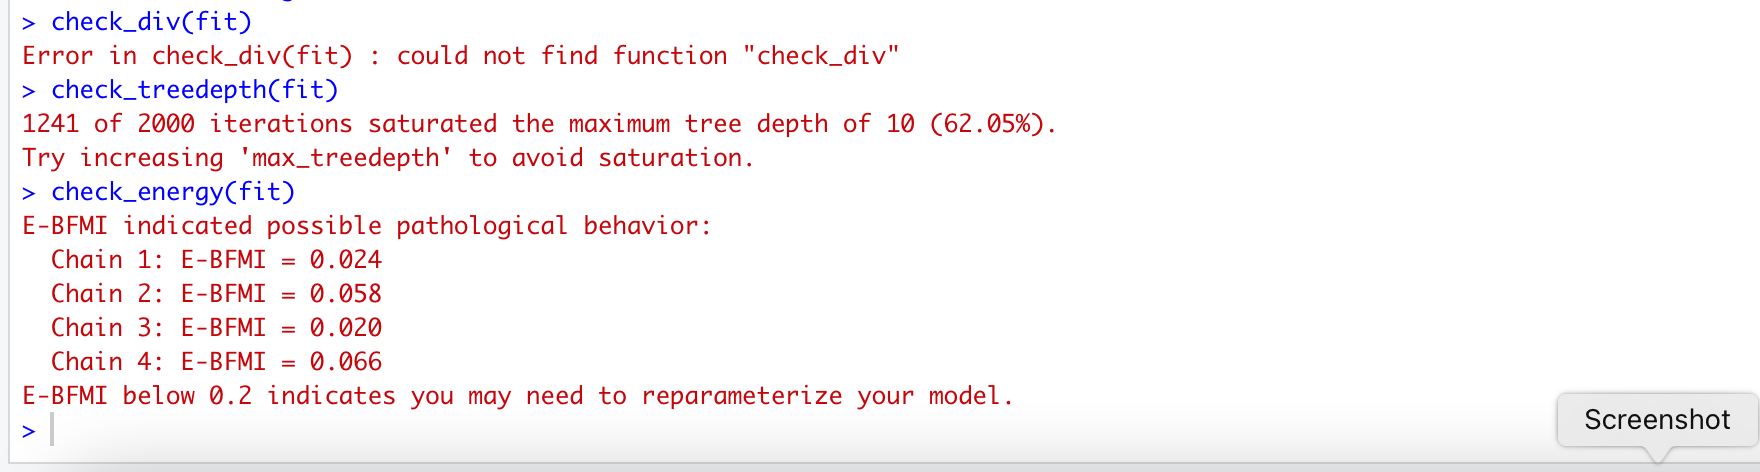 > check_div(fit)
Error in check_div(fit) : could not find function "check_div"
> check_treedepth(fit)
1241 of 2000 iterations saturated the maximum tree depth of 10 (62.05%).
Try increasing 'max_treedepth' to avoid saturation.
> check_energy(fit)
E-BFMI indicated possible pathological behavior:
  Chain 1: E-BFMI = 0.024
  Chain 2: E-BFMI = 0.058
  Chain 3: E-BFMI = 0.020
  Chain 4: E-BFMI = 0.066
E-BFMI below 0.2 indicates you may need to reparameterize your model.
>
Screenshot